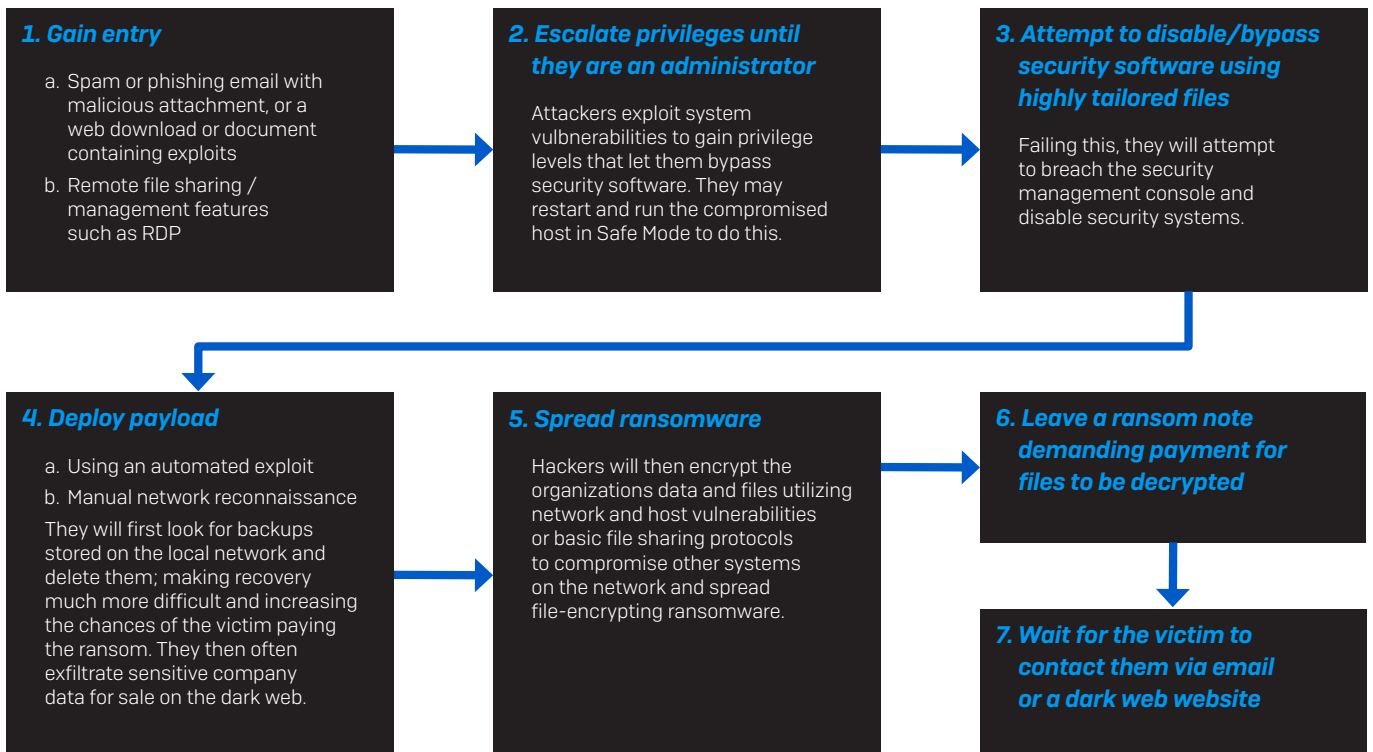 1. Gain entry
a. Spam or phishing email with
malicious attachment, or a
web download or document
containing exploits
b. Remote file sharing /
management features
such as RDP
2. Escalate privileges until
they are an administrator
Attackers exploit system
vulbnerabilities to gain privilege
levels that let them bypass
security software. They may
restart and run the compromised
host in Safe Mode to do this.
3. Attempt to disable/bypass
security software using
highly tailored files
Failing this, they will attempt
to breach the security
management console and
disable security systems.
4. Deploy payload
a. Using an automated exploit
b. Manual network reconnaissance
They will first look for backups
stored on the local network and
delete them; making recovery
much more difficult and increasing
the chances of the victim paying
the ransom. They then often
exfiltrate sensitive company
data for sale on the dark web.
5. Spread ransomware
Hackers will then encrypt the
organizations data and files utilizing
network and host vulnerabilities
or basic file sharing protocols
to compromise other systems
on the network and spread
file-encrypting ransomware.
6. Leave a ransom note
demanding payment for
files to be decrypted
7. Wait for the victim to
contact them via email
or a dark web website